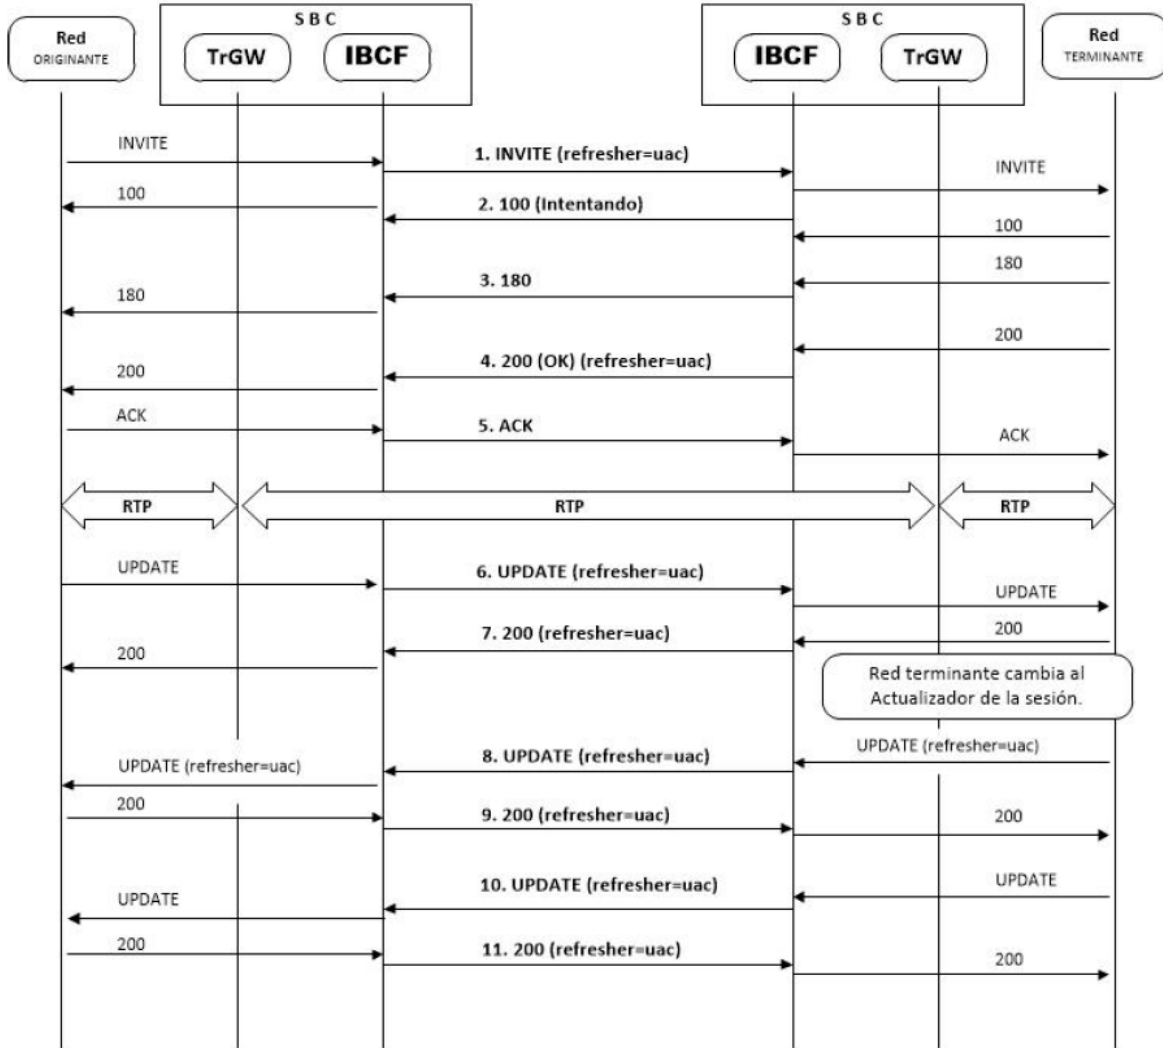 S B C
S B C
Red
ORIGINANTE
TrGW
IBCF
IBCF
TrGW
Red
TERMINANTE
INVITE
1. INVITE (refresher=uac)
INVITE
100
2. 100 (Intentando)
100
180
3. 180
180
200
4. 200 (OK) (refresher=uac)
200
ACK
5. ACK
ACK
RTP
RTP
RTP
UPDATE
6. UPDATE (refresher=uac)
UPDATE
200
7. 200 (refresher=uac)
200
Red terminante cambia al
Actualizador de la sesión.
UPDATE (refresher=uac)
8. UPDATE (refresher=uac)
UPDATE (refresher=uac)
200
9. 200 (refresher=uac)
200
UPDATE
10. UPDATE (refresher=uac)
UPDATE
200
11. 200 (refresher=uac)
200